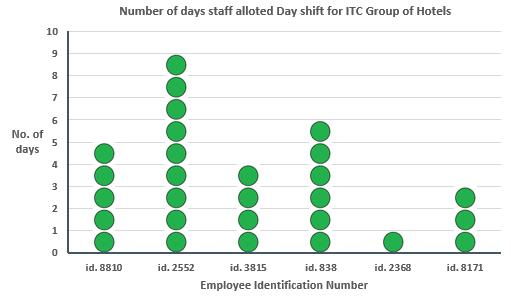 Number of days staff alloted Day shift for ITC Group of Hotels
10
9
8
7
6
5
4
3
2
1
0
No. of
days
id. 8810
id. 2552
id. 3815
id. 838
id. 2368
id. 8171
Employee Identification Number